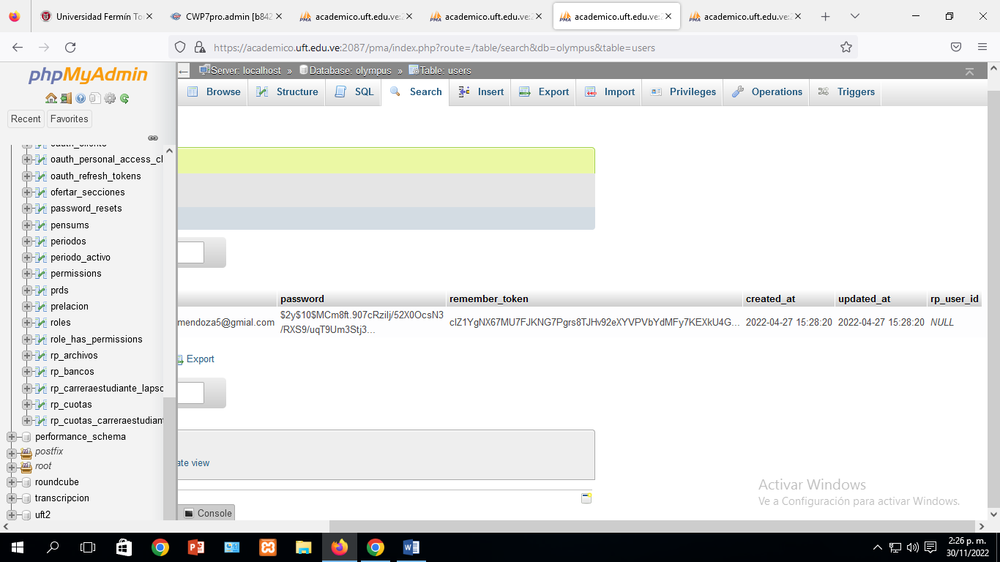 Universidad Fermín To
CWP7pro.admin [b842
academico.uft.edu.ve:2
academico.uft.edu.ve:2
academico.uft.edu.ve:2
academico.uft.edu.ve:2
https://academico.uft.edu.ve:2087/pma/index.php?route=/table/search&db=olympus&table=users
phpMyAdmin
Recent
Favorites
oauth_clients
oauth_personal_access_cl
oauth_refresh_tokens
ofertar_secciones
password_resets
pensums
periodos
periodo_activo
permissions
prds
prelacion
roles
role_has_permissions
rp_archivos
rp_bancos
rp_carreraestudiante_lapso
rp_cuotas
rp_cuotas_carreraestudiant
performance_schema
postfix
root
roundcube
transcripcion
uft2
Server: localhost » Database: olympus » Table: users
Browse
Structure
SQL
Search
Insert
Export
Import
Privileges
Operations
Triggers
password
remember_token
created_at
updated_at
rp_user_id
mendoza5@gmial.com
$2y$10$MCm8ft.907cRziIj/52X0OcsN3
/RXS9/uqT9Um3Stj3...
clZ1YgNX67MU7FJKNG7Pgrs8TJHv92eXYVPVbYdMFy7KEXkU4G...
2022-04-27 15:28:20
2022-04-27 15:28:20
NULL
Export
ate view
Console
Activar Windows
Ve a Configuración para activar Windows.
2:26 p. m.
30/11/2022